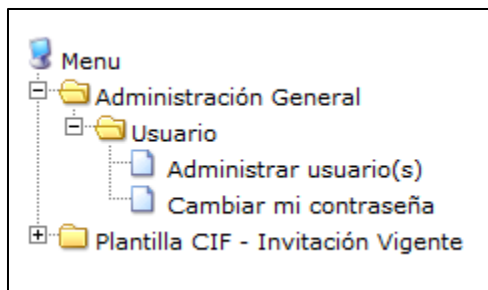 Menu
Administración General
Usuario
Administrar usuario(s)
Cambiar mi contraseña
Plantilla CIF - Invitación Vigente